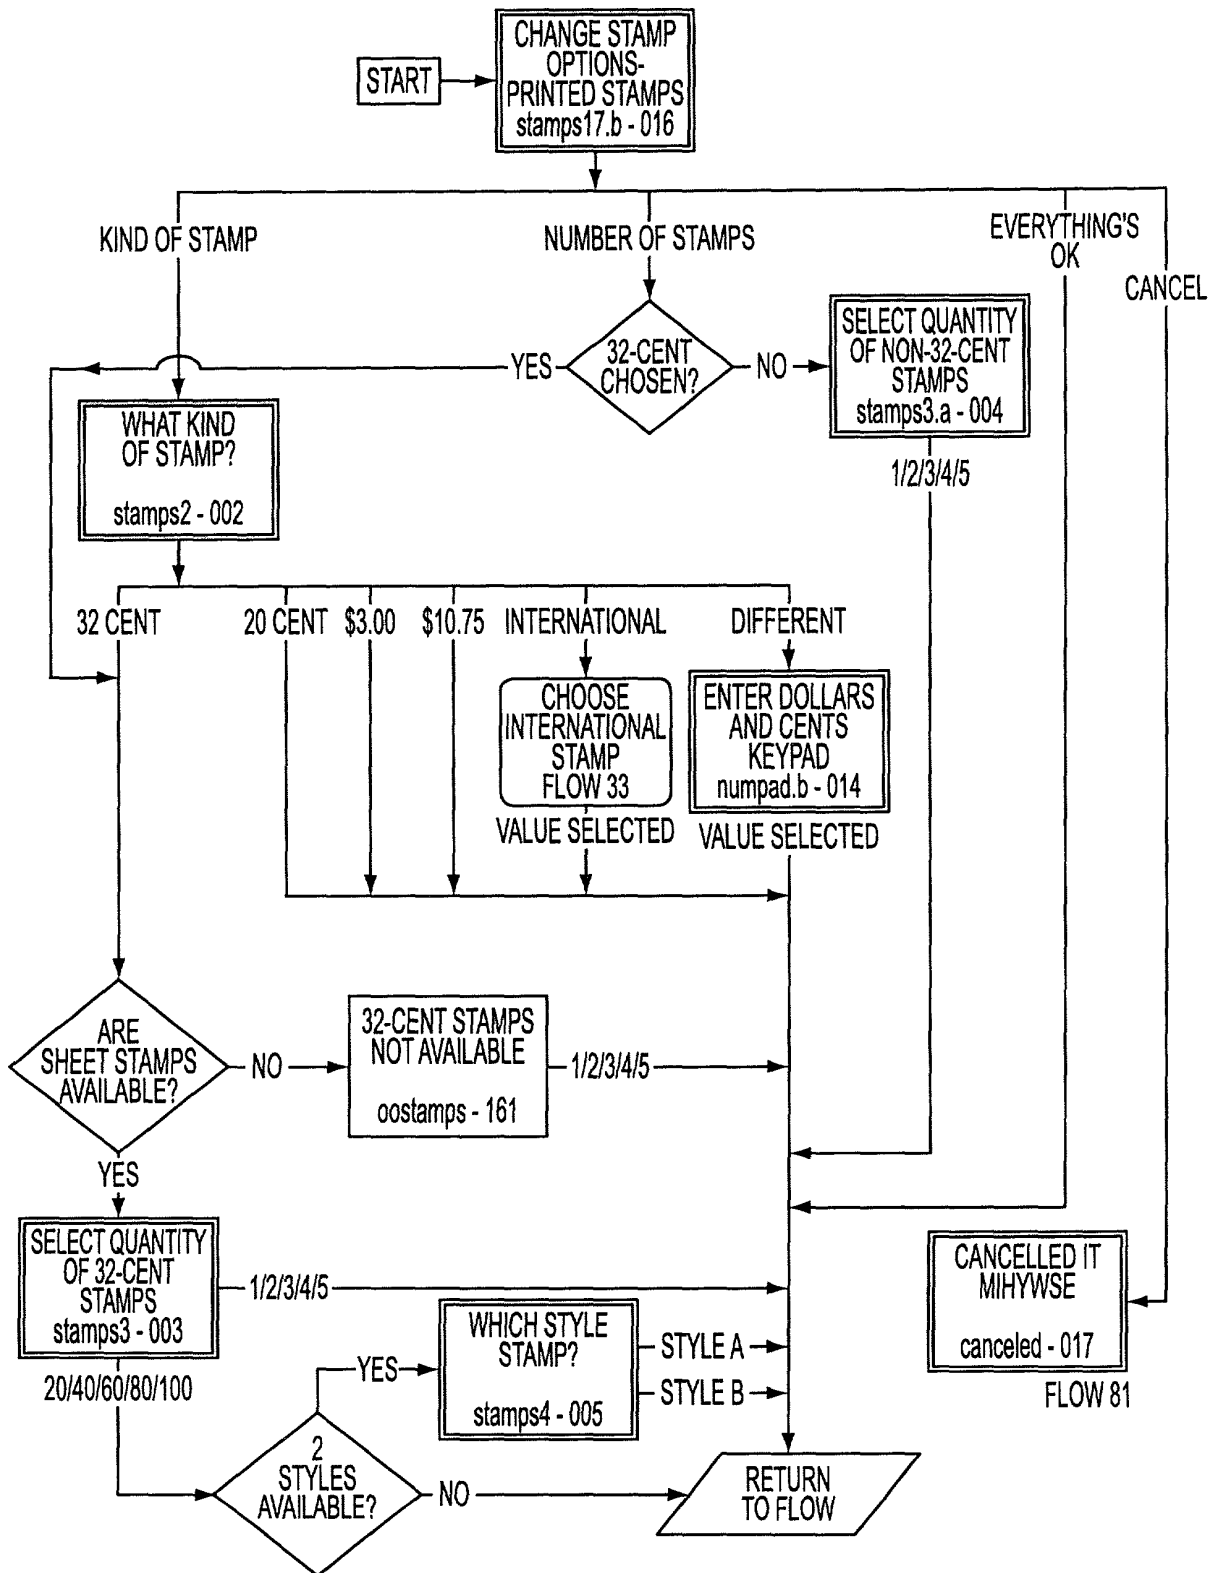 CHANGE STAMP
OPTIONS-
PRINTED STAMPS
stamps17.b - 016
START
KIND OF STAMP
NUMBER OF STAMPS
EVERYTHING'S
OK
CANCEL
32-CENT
CHOSEN?
YES
NO
SELECT QUANTITY
OF NON-32-CENT
STAMPS
stamps3.a - 004
1/2/3/4/5
WHAT KIND
OF STAMP?
stamps2 - 002
32 CENT
20 CENT
$3.00
$10.75
INTERNATIONAL
DIFFERENT
CHOOSE
INTERNATIONAL
STAMP
FLOW 33
VALUE SELECTED
ENTER DOLLARS
AND CENTS
KEYPAD
numpad.b - 014
VALUE SELECTED
ARE
SHEET STAMPS
AVAILABLE?
NO
32-CENT STAMPS
NOT AVAILABLE
oostamps - 161
1/2/3/4/5
YES
SELECT QUANTITY
OF 32-CENT
STAMPS
stamps3 - 003
1/2/3/4/5
20/40/60/80/100
2
STYLES
AVAILABLE?
YES
NO
WHICH STYLE
STAMP?
stamps4 - 005
STYLE A
STYLE B
CANCELLED IT
MIHYWSE
canceled - 017
FLOW 81
RETURN
TO FLOW